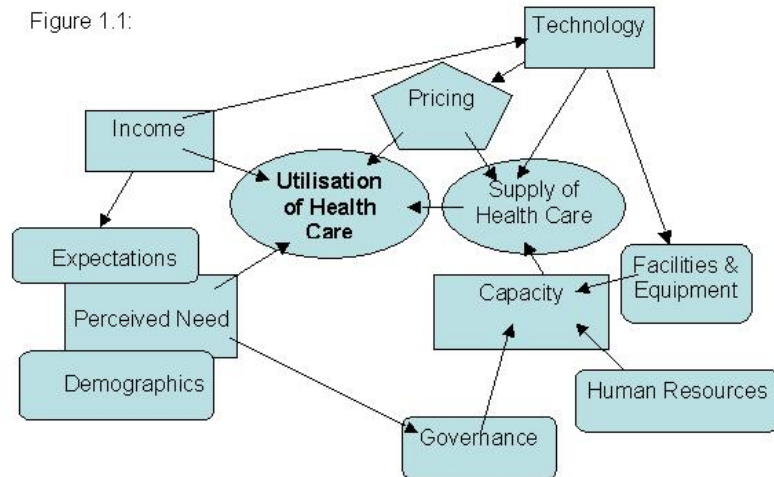 Figure 1.1:
Technology
Pricing
Income
Utilisation
of Health
Care
Supply of
Health Care
Expectations
Facilities &
Equipment
Perceived Need
Capacity
Demographics
Human Resources
Governance